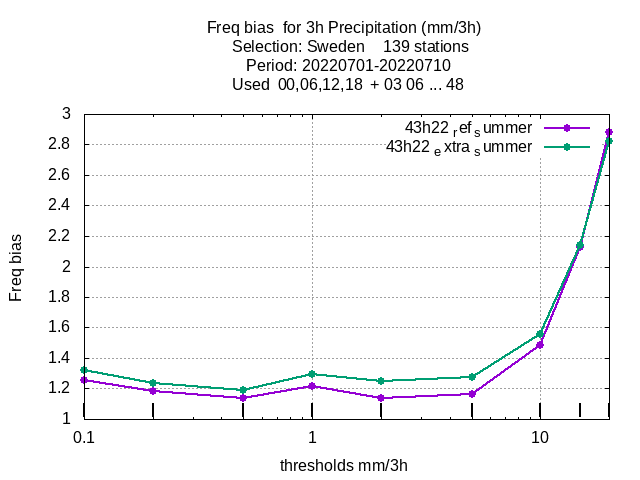 Freq bias  for 3h Precipitation (mm/3h)
Selection: Sweden    139 stations
Period: 20220701-20220710
Used  00,06,12,18  + 03 06 ... 48
43h22 ref summer
43h22 extra summer
3
2.8
2.6
2.4
2.2
2
1.8
1.6
1.4
1.2
1
Freq bias
0.1 1 10
thresholds mm/3h